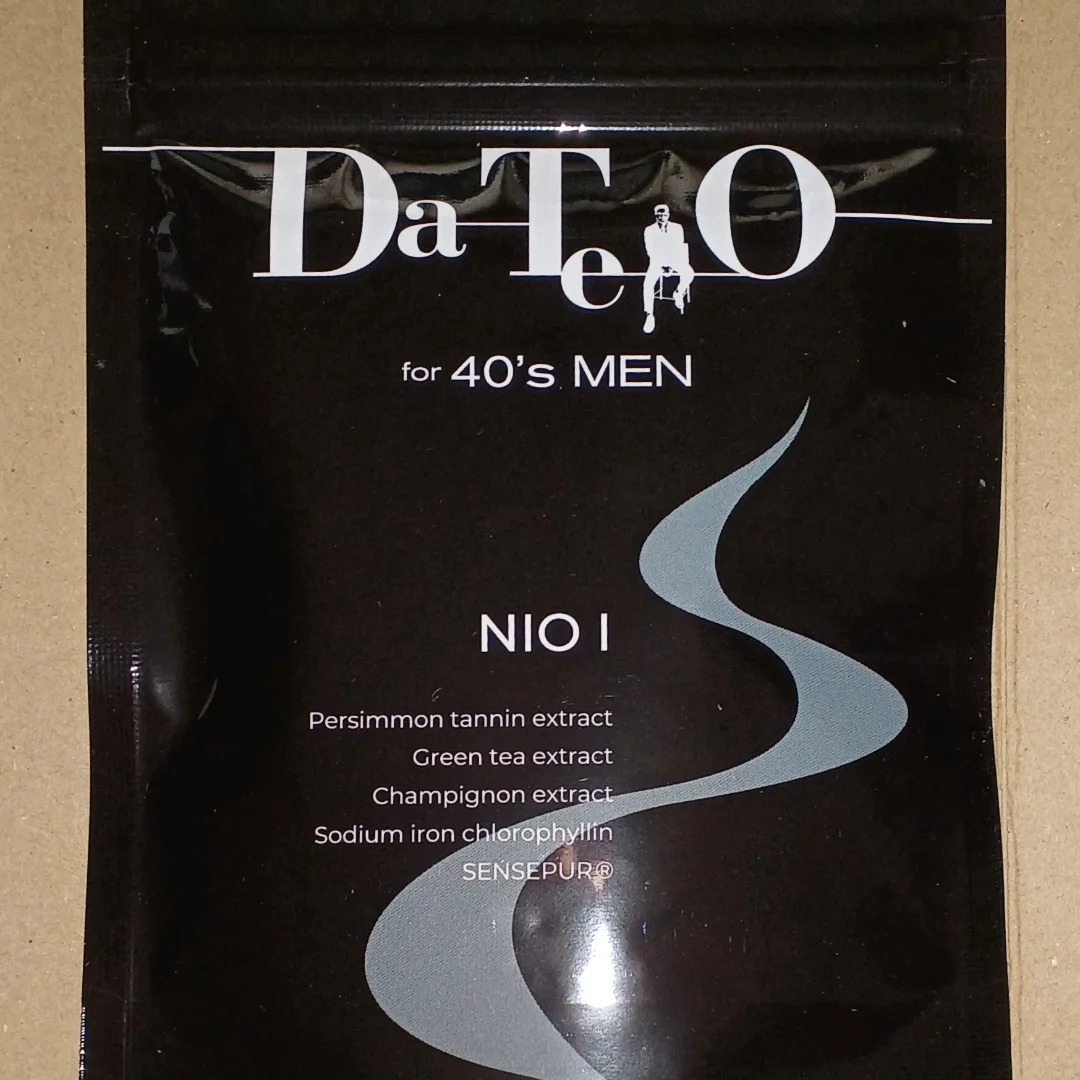 DaTeO
for 40's MEN
NIO I
Persimmon tannin extract
Green tea extract
Champignon extract
Sodium iron chlorophyllin
SENSEPUR®